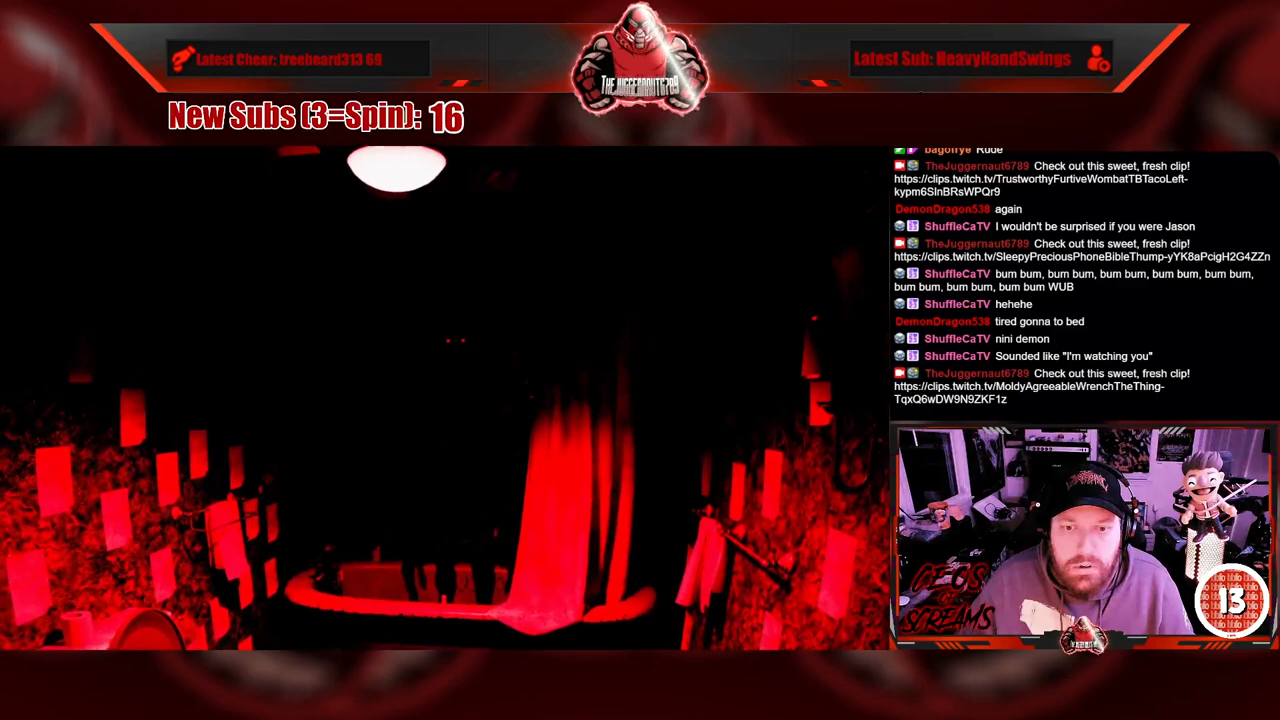 Latest Cheer: treebeard313 69
THEJUGGERNAUT6789
Latest Sub: HeavyHandSwings
New Subs (3=Spin): 16
bagofrye Rude
TheJuggernaut6789 Check out this sweet, fresh clip!
https://clips.twitch.tv/TrustworthyFurtiveWombatTBTacoLeft-
kypm6SlnBRsWPQr9
DemonDragon538 again
ShuffleCaTV I wouldn't be surprised if you were Jason
TheJuggernaut6789 Check out this sweet, fresh clip!
https://clips.twitch.tv/SleepyPreciousPhoneBibleThump-yYK8aPcigH2G4ZZn
ShuffleCaTV bum bum, bum bum, bum bum, bum bum, bum bum,
bum bum, bum bum, bum bum WUB
ShuffleCaTV hehehe
DemonDragon538 tired gonna to bed
ShuffleCaTV nini demon
ShuffleCaTV Sounded like "I'm watching you"
TheJuggernaut6789 Check out this sweet, fresh clip!
https://clips.twitch.tv/MoldyAgreeableWrenchTheThing-
TqxQ6wDW9N9ZKF1z
SCREAMS
13